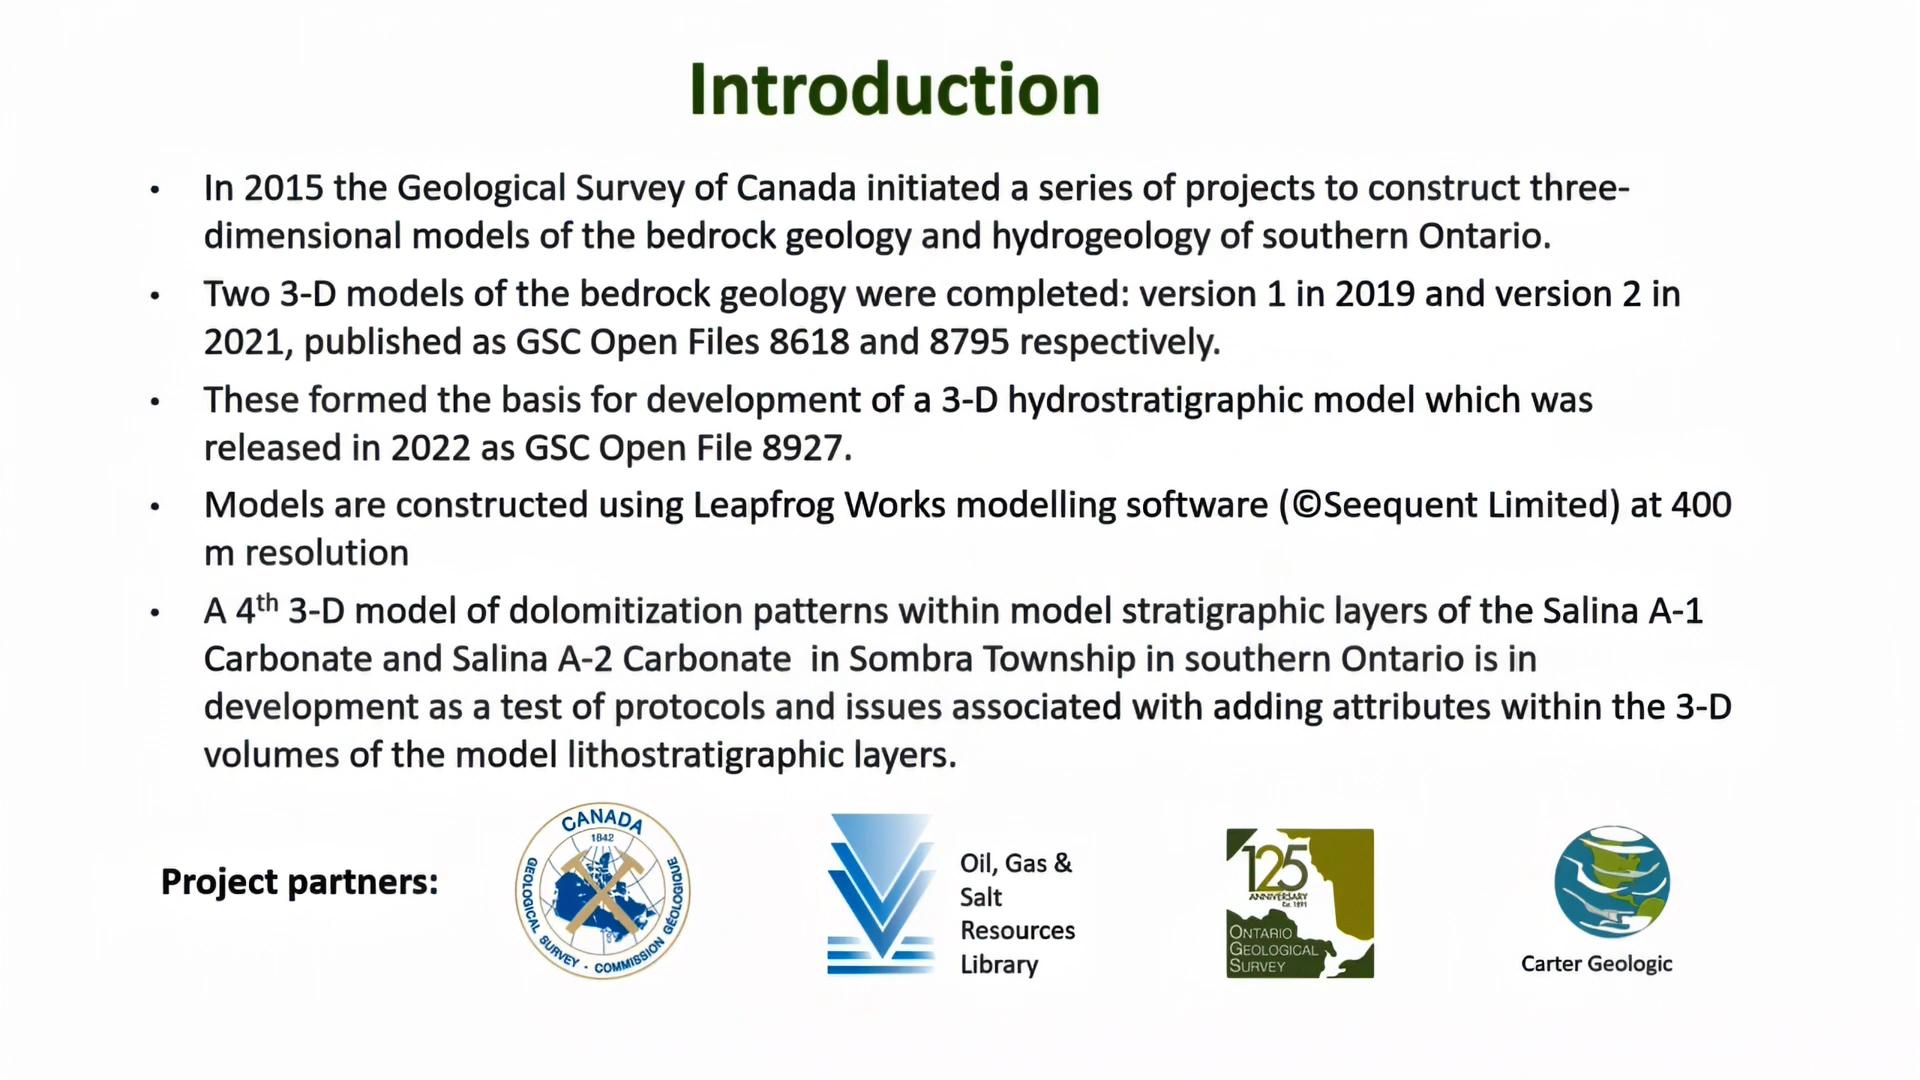 Introduction
• In 2015 the Geological Survey of Canada initiated a series of projects to construct three-
dimensional models of the bedrock geology and hydrogeology of southern Ontario.
• Two 3-D models of the bedrock geology were completed: version 1 in 2019 and version 2 in
2021, published as GSC Open Files 8618 and 8795 respectively.
• These formed the basis for development of a 3-D hydrostratigraphic model which was
released in 2022 as GSC Open File 8927.
• Models are constructed using Leapfrog Works modelling software (©Seequent Limited) at 400
m resolution
• A 4th 3-D model of dolomitization patterns within model stratigraphic layers of the Salina A-1
Carbonate and Salina A-2 Carbonate in Sombra Township in southern Ontario is in
development as a test of protocols and issues associated with adding attributes within the 3-D
volumes of the model lithostratigraphic layers.
Project partners:
CANADA
1842
GEOLOGICAL SURVEY - COMMISSION GÉOLOGIQUE
Oil, Gas &
Salt
Resources
Library
125
ANNIVERSARY
Est. 1891
ONTARIO
GEOLOGICAL
SURVEY
Carter Geologic